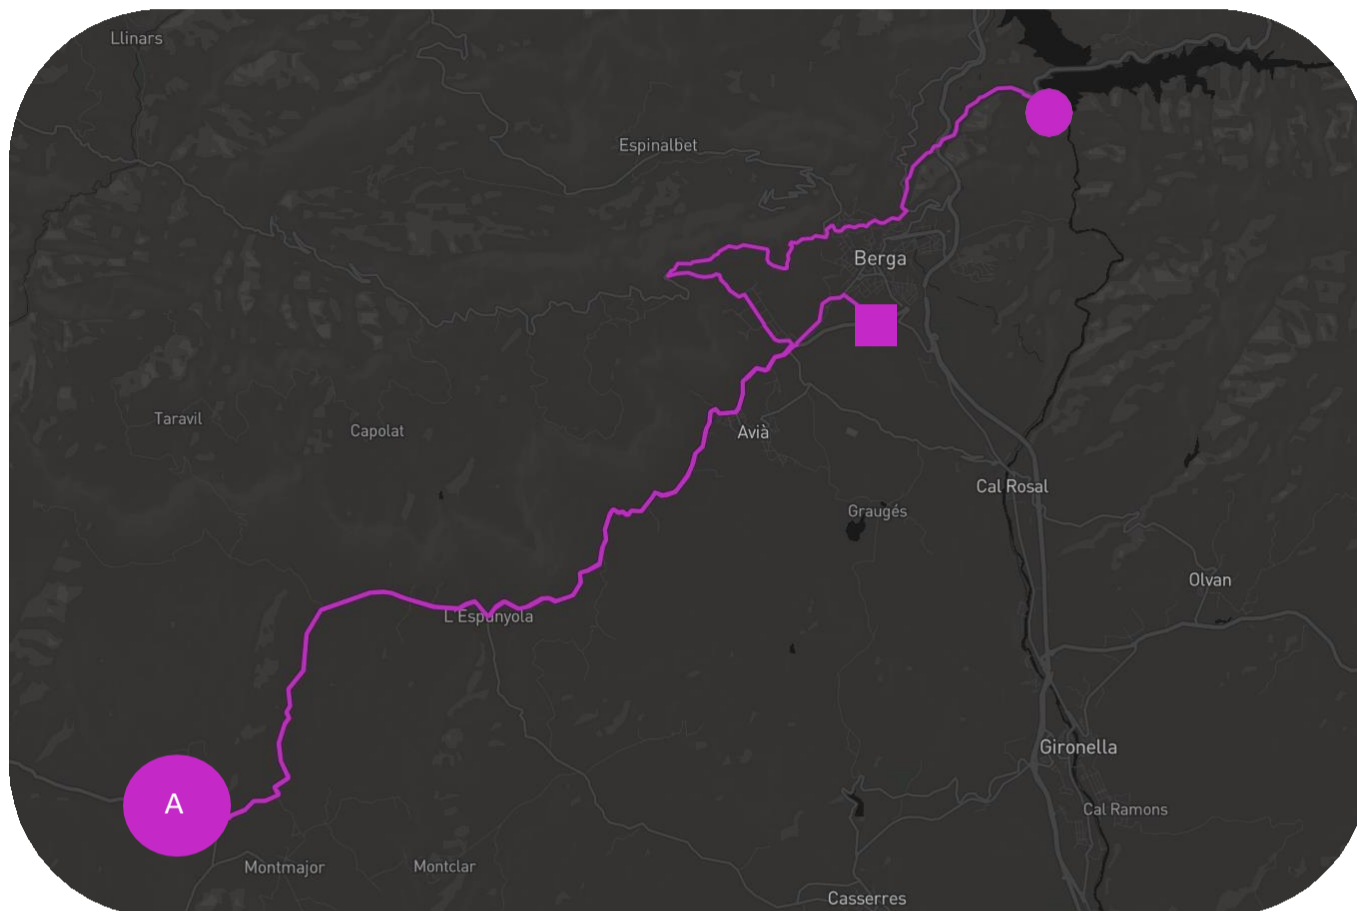 Llinars
Espinalbet
Berga
Taravil
Capolat
Avià
Cal Rosal
Graugés
Olvan
L'Espunyola
Gironella
A
Cal Ramons
Montmajor
Montclar
Casserres